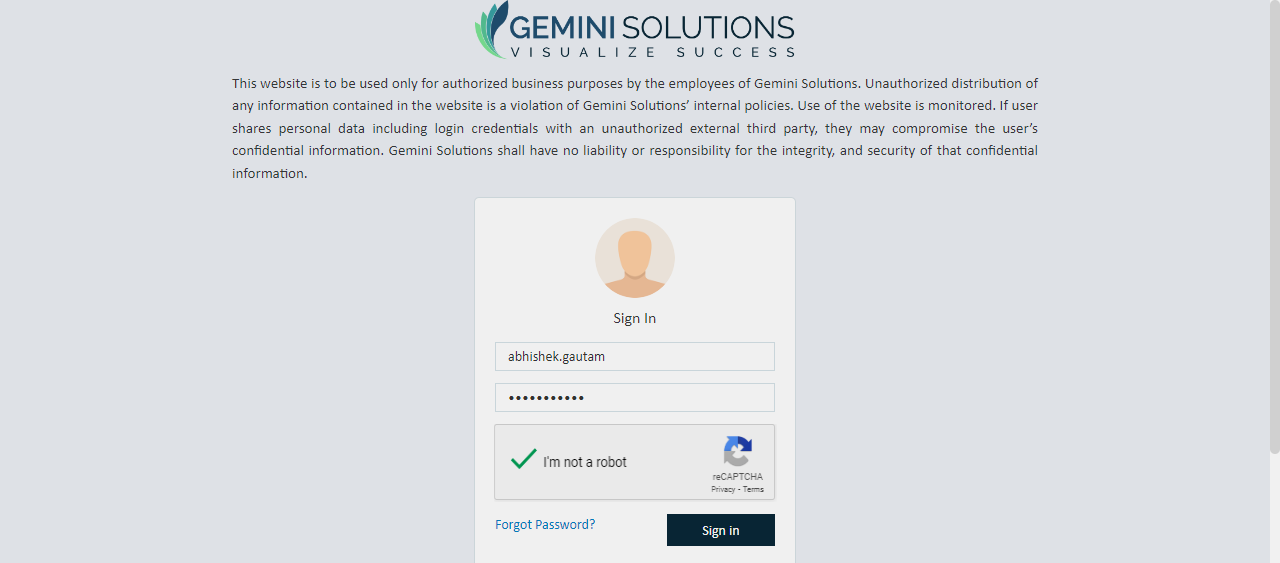 GEMINI SOLUTIONS
VISUALIZE SUCCESS
This website is to be used only for authorized business purposes by the employees of Gemini Solutions. Unauthorized distribution of
any information contained in the website is a violation of Gemini Solutions’ internal policies. Use of the website is monitored. If user
shares personal data including login credentials with an unauthorized external third party, they may compromise the user’s
confidential information. Gemini Solutions shall have no liability or responsibility for the integrity, and security of that confidential
information.
Sign In
abhishek.gautam
•••••••••••
I'm not a robot
reCAPTCHA
Privacy - Terms
Forgot Password?
Sign in